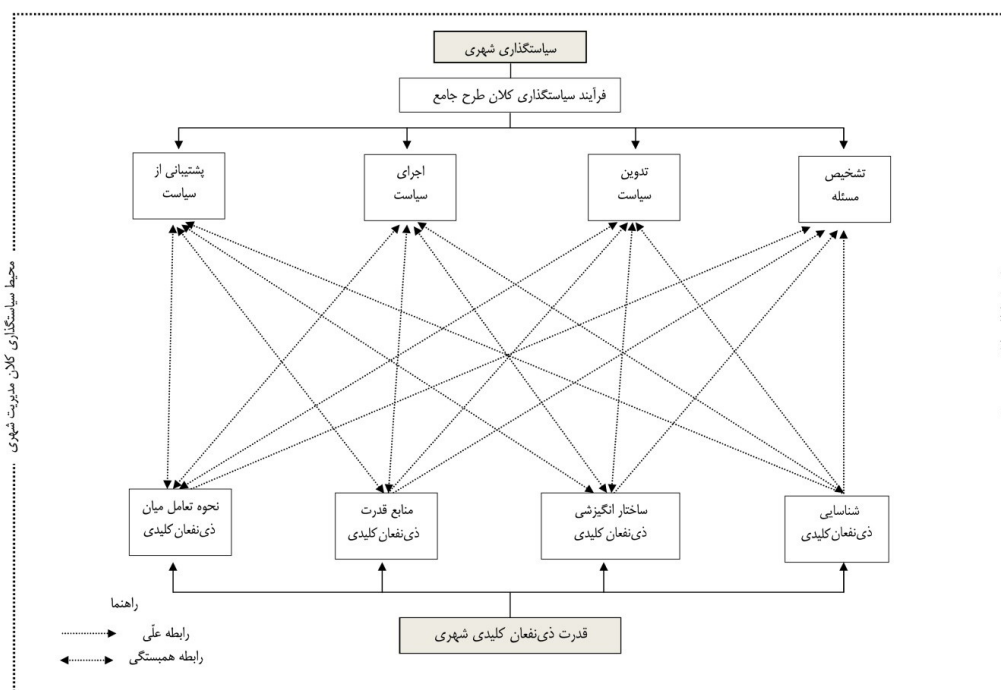 سیاستگذاری شهری
فرآیند سیاستگذاری کلان طرح جامع
تشخیص
مسئله
تدوین
سیاست
اجرای
سیاست
پشتیبانی از
سیاست
محیط سیاستگذاری کلان مدیریت شهری
شناسایی
ذی‌نفعان کلیدی
ساختار انگیزشی
ذی‌نفعان کلیدی
منابع قدرت
ذی‌نفعان کلیدی
نحوه تعامل میان
ذی‌نفعان کلیدی
قدرت ذی‌نفعان کلیدی شهری
راهنما
رابطه علّی
رابطه همبستگی